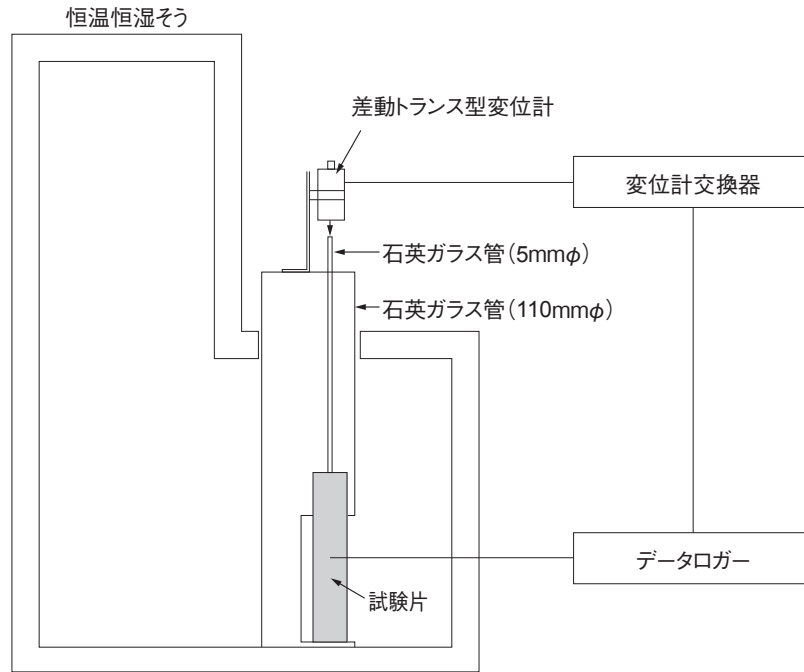 恒温恒湿そう
差動トランス型変位計
変位計交換器
石英ガラス管（5mmφ）
石英ガラス管（110mmφ）
データロガー
試験片